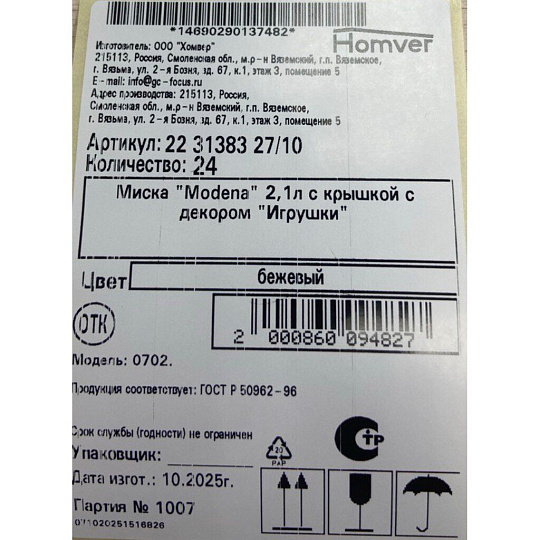 *14690290137482*
Homver
Изготовитель: ООО "Хомвер"
215113, Россия, Смоленская обл., м.р-н Вяземский, г.п. Вяземское,
г. Вязьма, ул. 2-я Бозня, зд. 67, к.1, этаж 3, помещение 5
E-mail: info@gc-focus.ru
Адрес производства: 215113, Россия,
Смоленская обл., м.р-н Вяземский, г.п. Вяземское,
г. Вязьма, ул. 2-я Бозня, зд. 67, к.1, этаж 3, помещение 5
Артикул: 22 31383 27/10
Количество: 24
Миска "Modena" 2,1л с крышкой с
декором "Игрушки"
Цвет бежевый
ОТК
2 000860 094827
Модель: 0702.
Продукция соответствует: ГОСТ Р 50962-96
Срок службы (годности) не ограничен
Упаковщик:
20
PAP
Дата изгот.: 10.2025г.
Партия № 1007
071020251516826